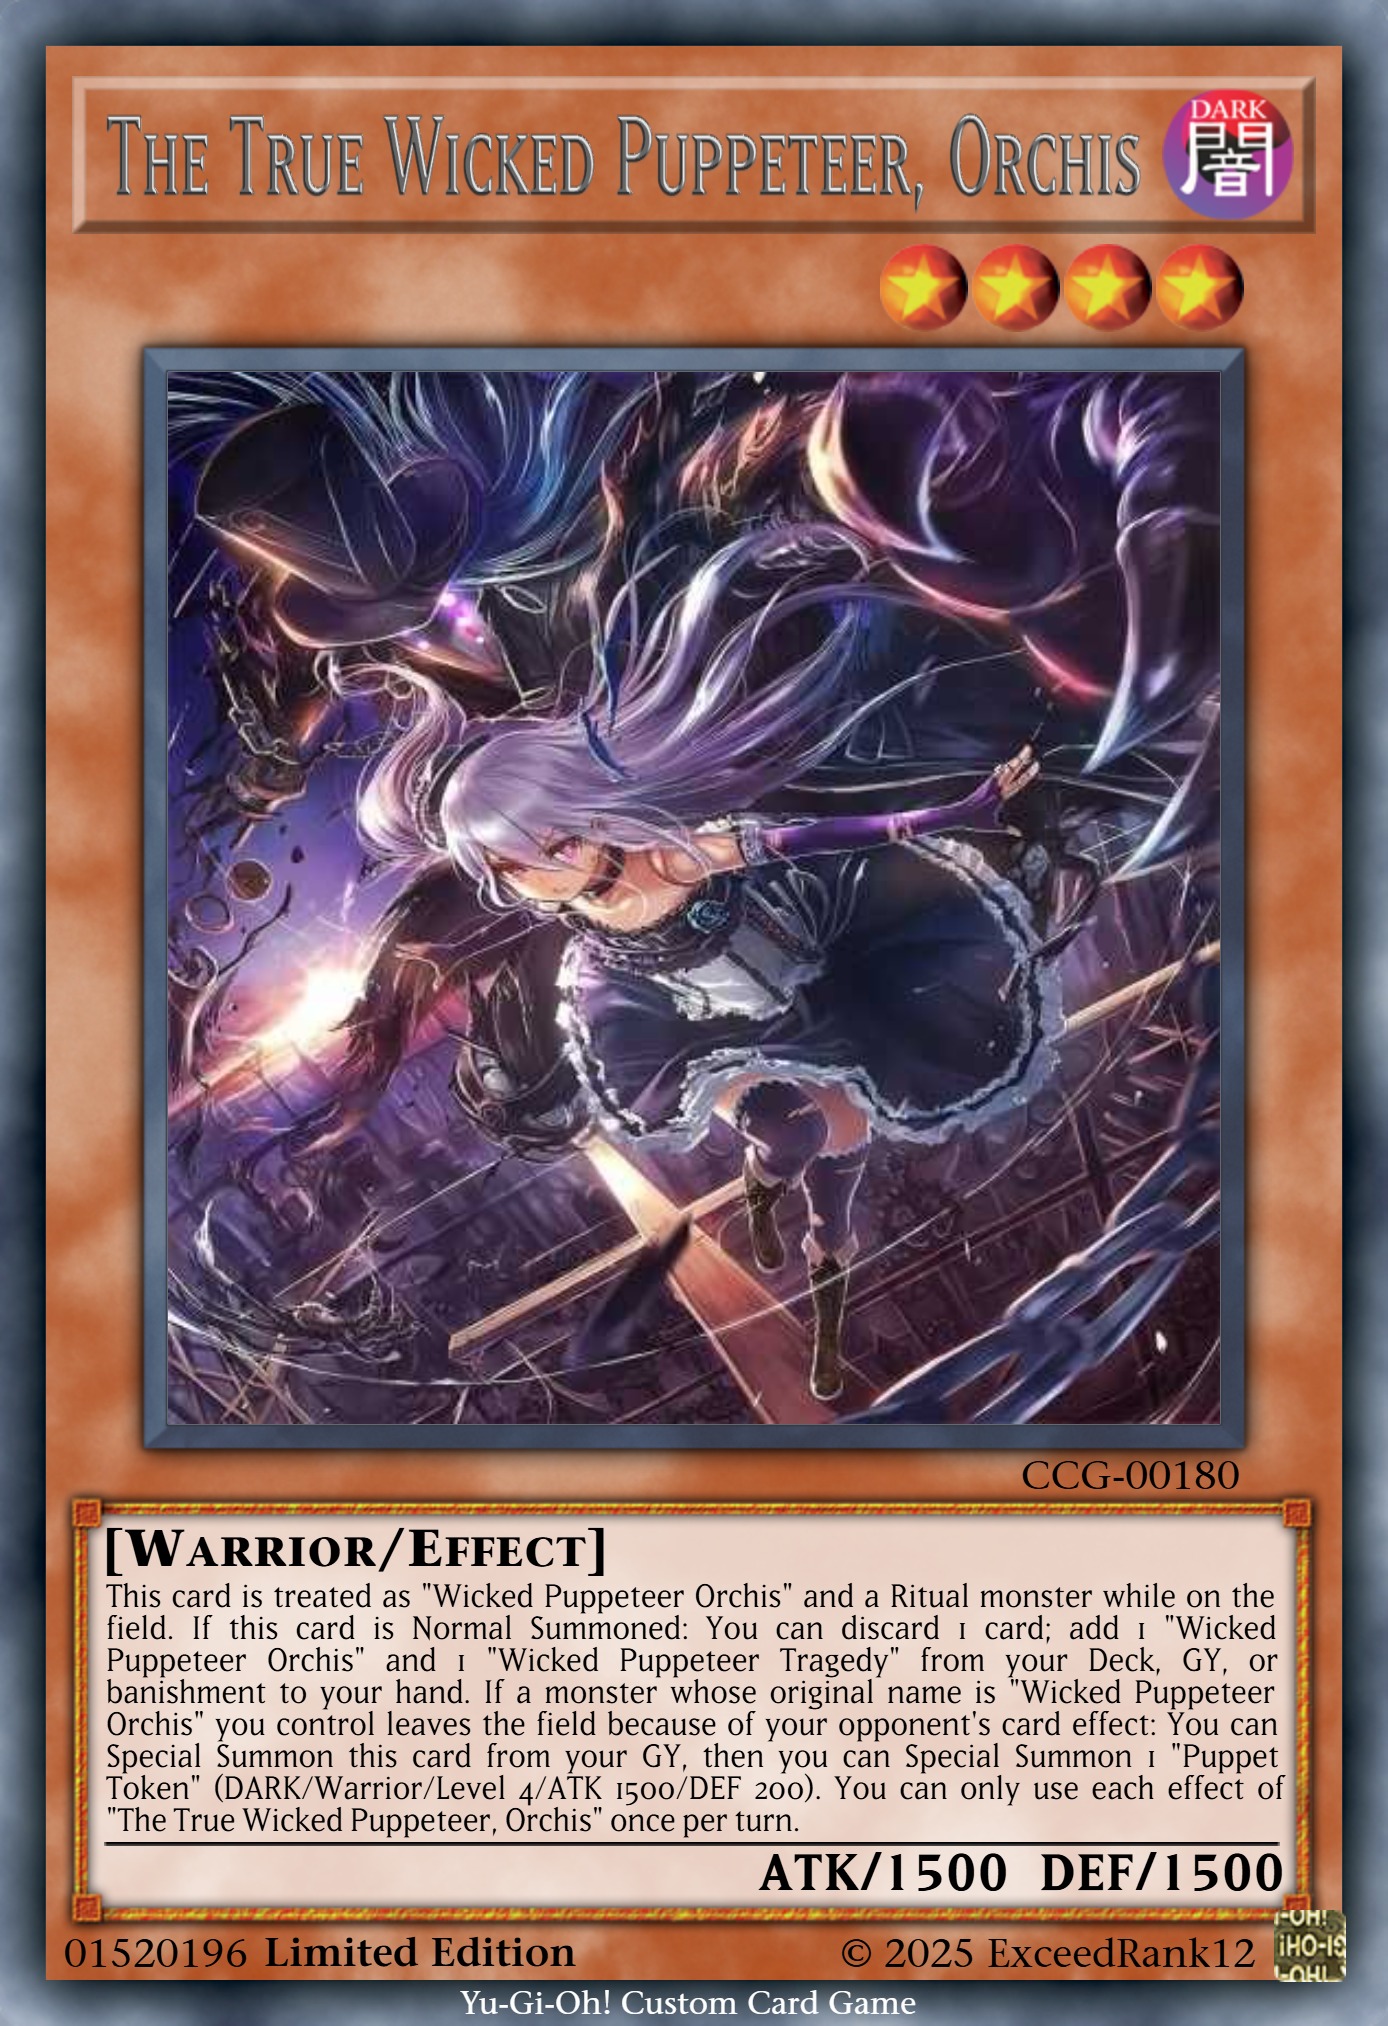 The True Wicked Puppeteer, Orchis
DARK
闇
CCG-00180
[Warrior/Effect]
This card is treated as "Wicked Puppeteer Orchis" and a Ritual monster while on the
field. If this card is Normal Summoned: You can discard 1 card; add 1 "Wicked
Puppeteer Orchis" and 1 "Wicked Puppeteer Tragedy" from your Deck, GY, or
banishment to your hand. If a monster whose original name is "Wicked Puppeteer
Orchis" you control leaves the field because of your opponent's card effect: You can
Special Summon this card from your GY, then you can Special Summon 1 "Puppet
Token" (DARK/Warrior/Level 4/ATK 1500/DEF 200). You can only use each effect of
"The True Wicked Puppeteer, Orchis" once per turn.
ATK/1500 DEF/1500
01520196 Limited Edition
© 2025 ExceedRank12
Yu-Gi-Oh! Custom Card Game